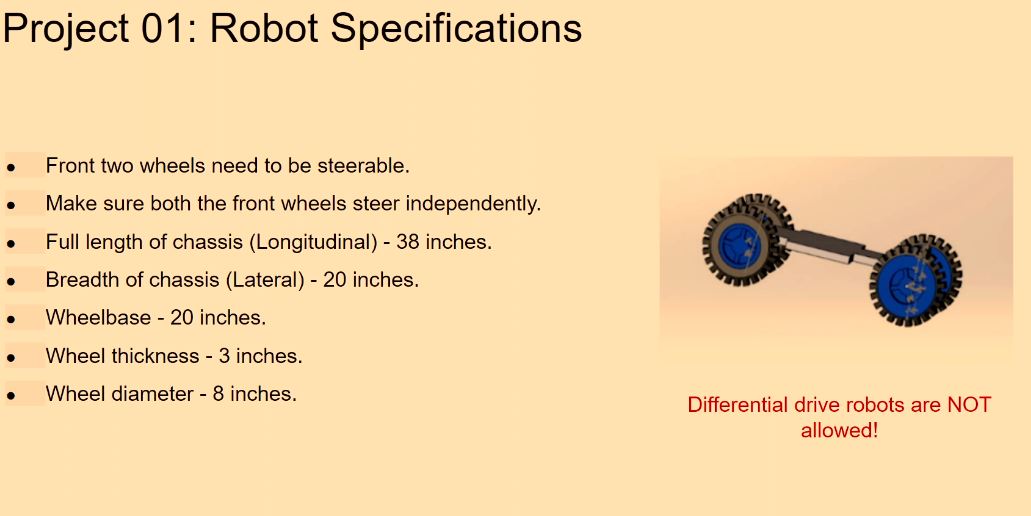 Project 01: Robot Specifications
● Front two wheels need to be steerable.
● Make sure both the front wheels steer independently.
● Full length of chassis (Longitudinal) - 38 inches.
● Breadth of chassis (Lateral) - 20 inches.
● Wheelbase - 20 inches.
● Wheel thickness - 3 inches.
● Wheel diameter - 8 inches.
Differential drive robots are NOT
allowed!